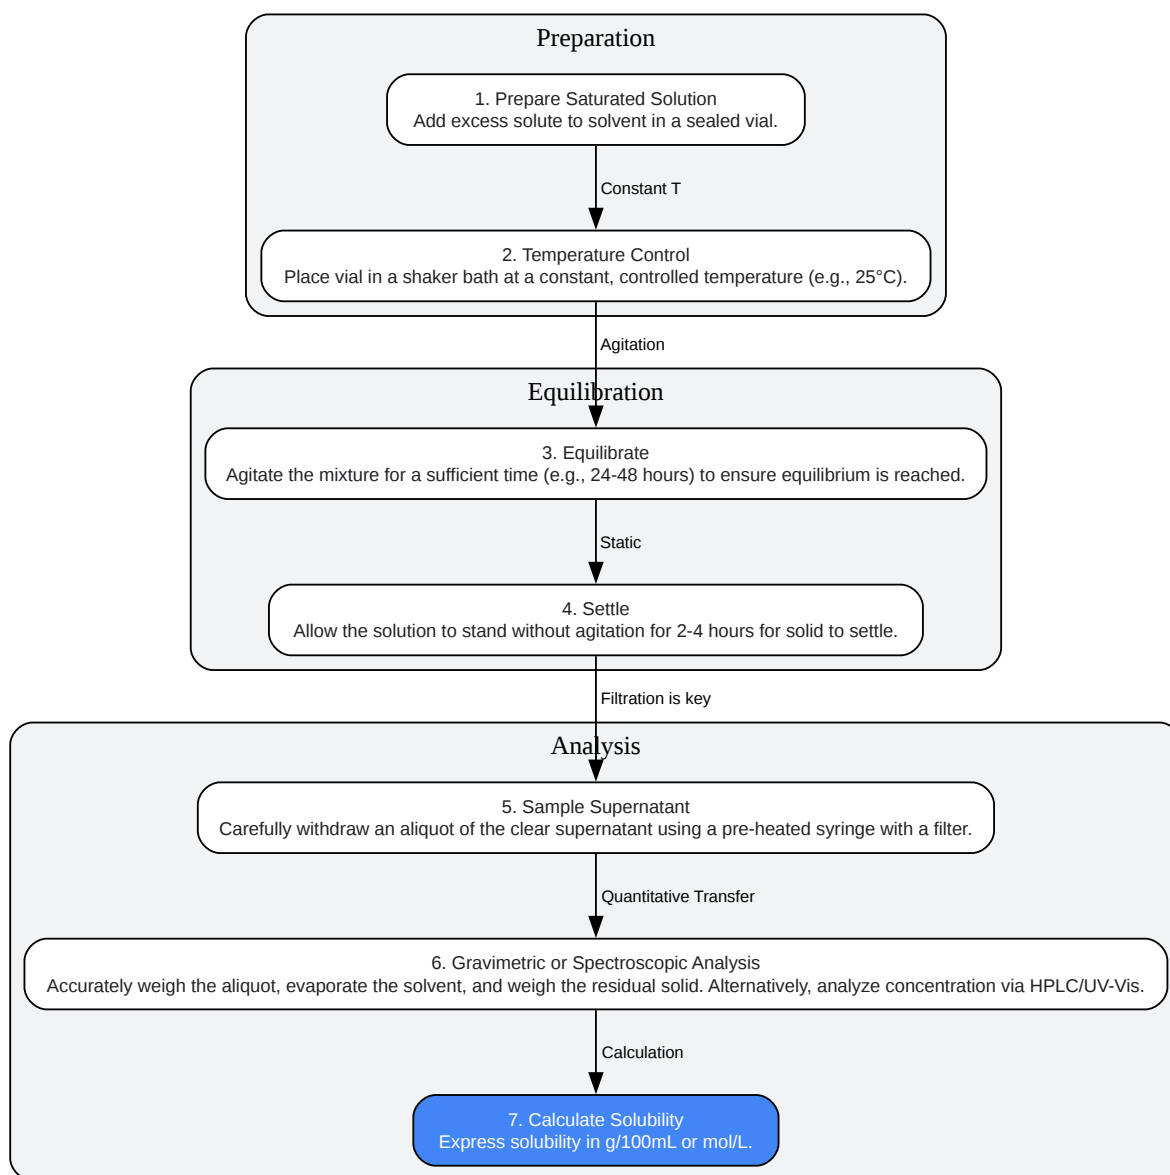 Preparation
1. Prepare Saturated Solution
Add excess solute to solvent in a sealed vial.
Constant T
2. Temperature Control
Place vial in a shaker bath at a constant, controlled temperature (e.g., 25°C).
Agitation
Equilibration
3. Equilibrate
Agitate the mixture for a sufficient time (e.g., 24-48 hours) to ensure equilibrium is reached.
Static
4. Settle
Allow the solution to stand without agitation for 2-4 hours for solid to settle.
Filtration is key
Analysis
5. Sample Supernatant
Carefully withdraw an aliquot of the clear supernatant using a pre-heated syringe with a filter.
Quantitative Transfer
6. Gravimetric or Spectroscopic Analysis
Accurately weigh the aliquot, evaporate the solvent, and weigh the residual solid. Alternatively, analyze concentration via HPLC/UV-Vis.
Calculation
7. Calculate Solubility
Express solubility in g/100mL or mol/L.